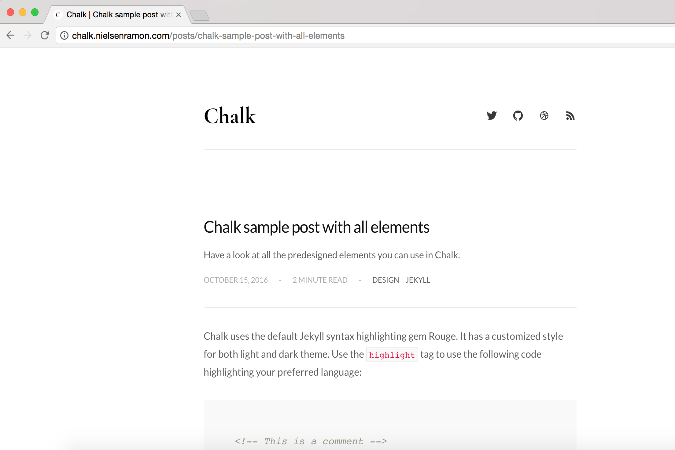 Chalk | Chalk sample post wit
chalk.nielsenramon.com/posts/chalk-sample-post-with-all-elements
Chalk
Chalk sample post with all elements
Have a look at all the predesigned elements you can use in Chalk.
OCTOBER 15, 2016 - 2 MINUTE READ - DESIGN , JEKYLL
Chalk uses the default Jekyll syntax highlighting gem Rouge. It has a customized style
for both light and dark theme. Use the highlight tag to use the following code
highlighting your preferred language:
<!-- This is a comment -->